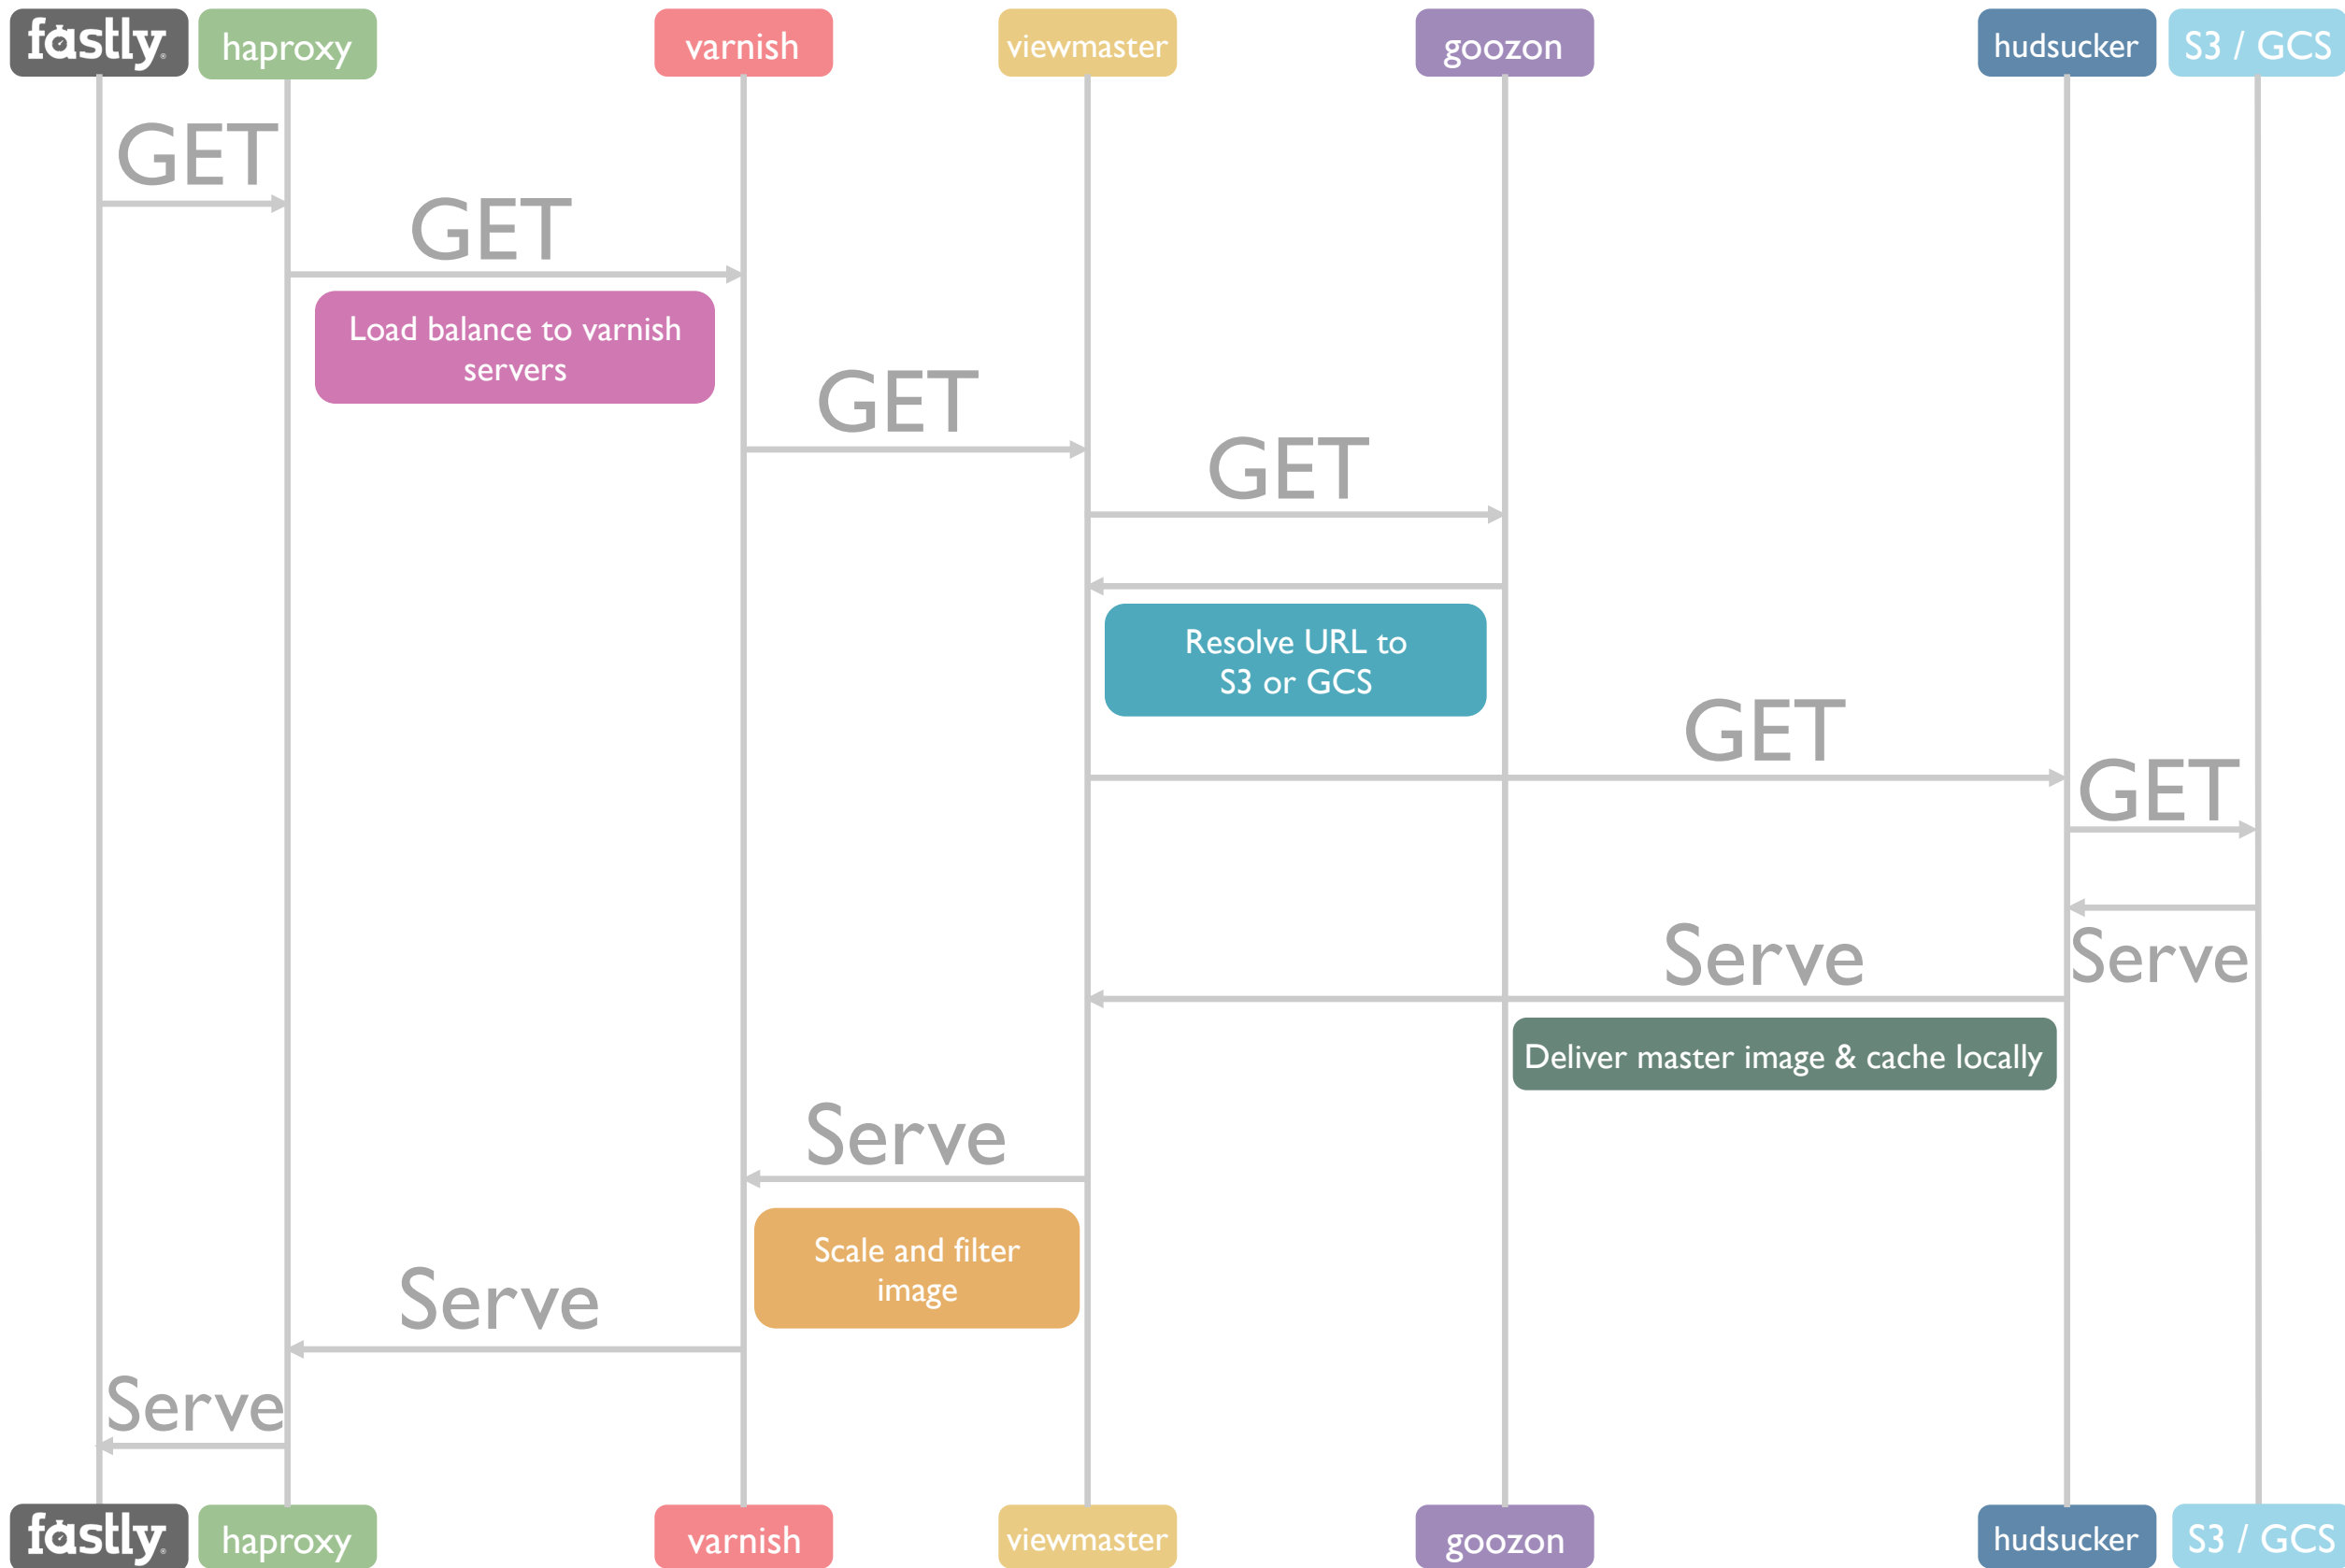 fastly®
haproxy
varnish
viewmaster
goozon
hudsucker
S3 / GCS
GET
GET
Load balance to varnish
servers
GET
GET
Resolve URL to
S3 or GCS
GET
GET
Serve
Serve
Deliver master image & cache locally
Serve
Scale and filter
image
Serve
Serve
fastly®
haproxy
varnish
viewmaster
goozon
hudsucker
S3 / GCS